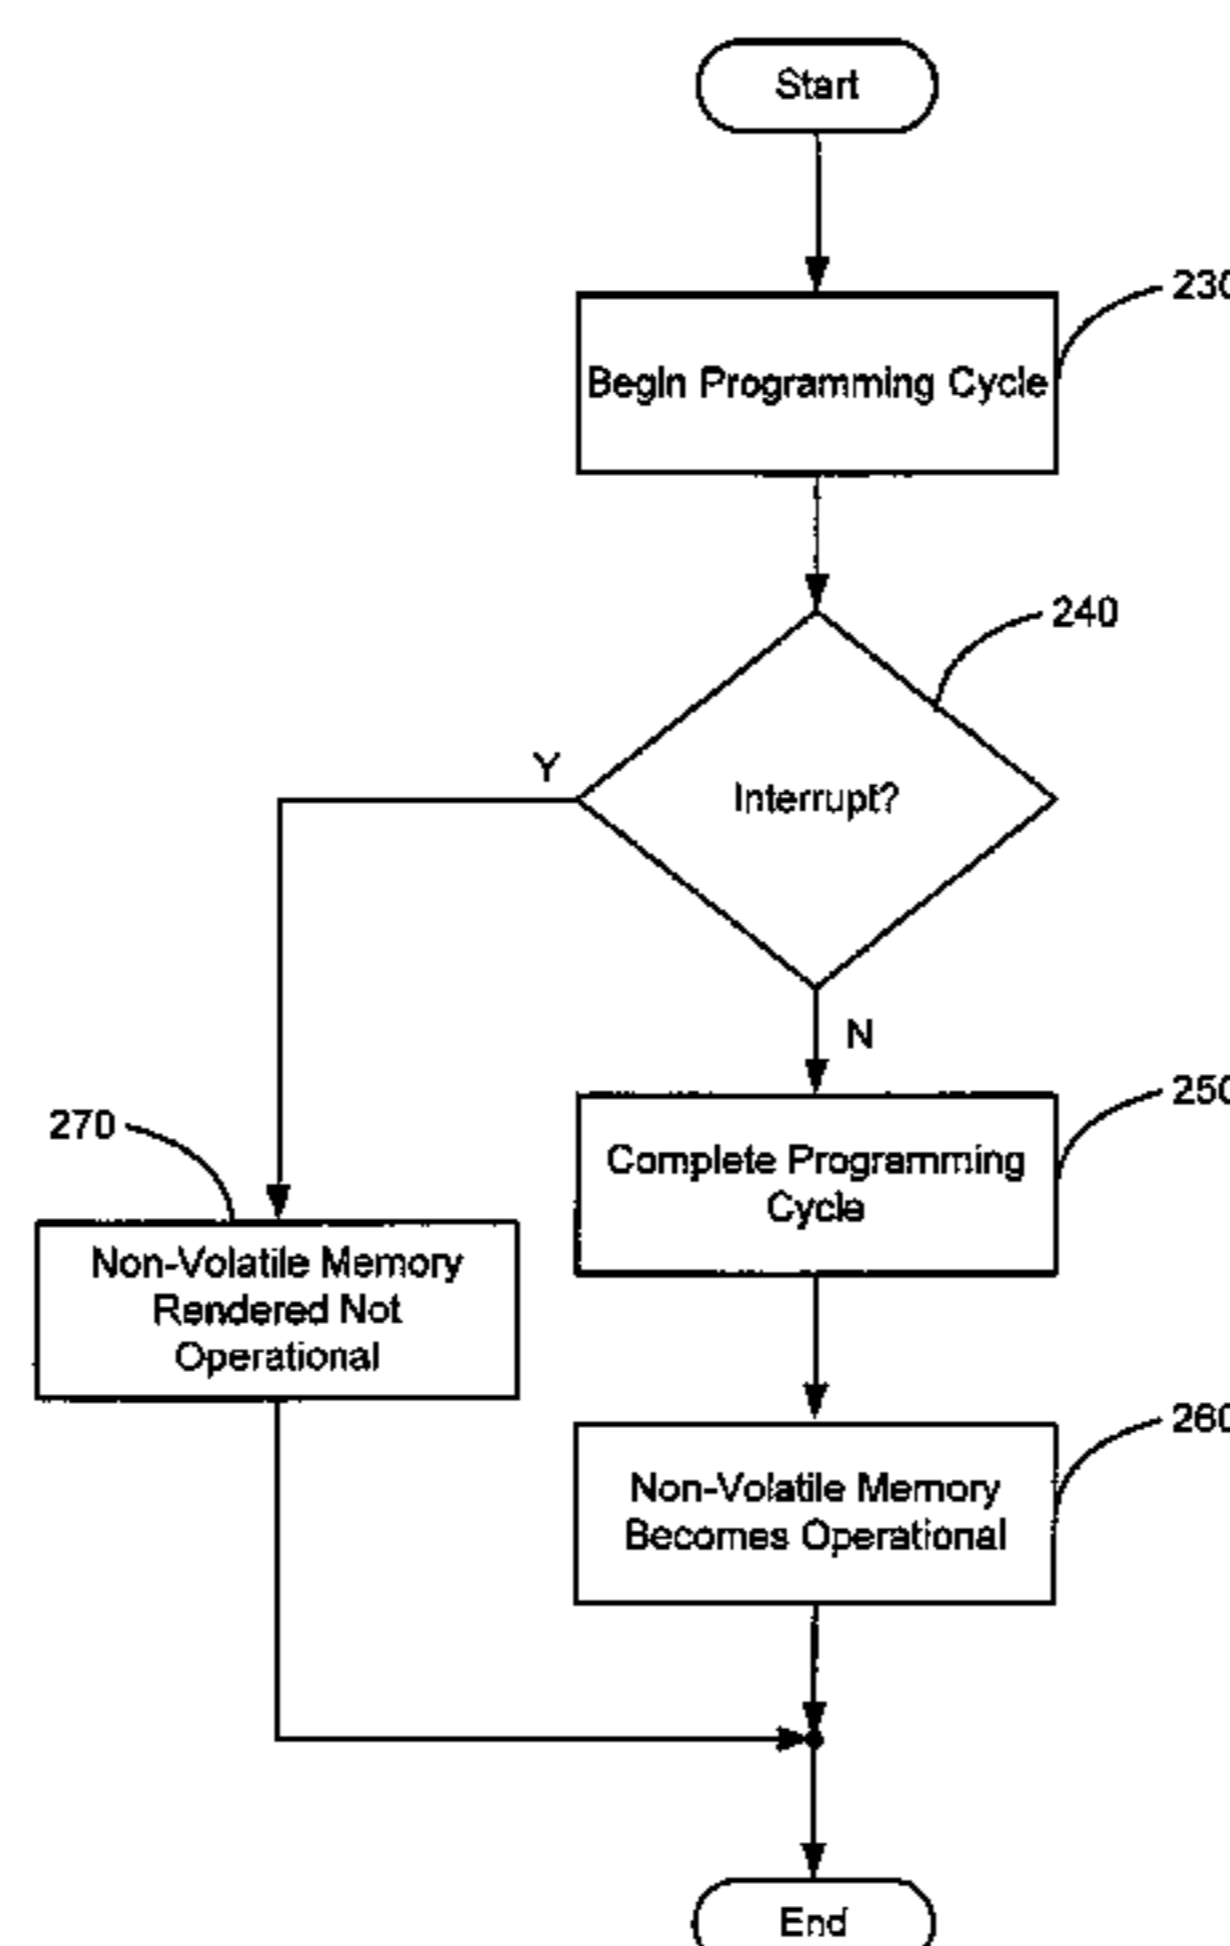 Start
230
Begin Programming Cycle
240
Y
Interrupt?
N
250
270
Complete Programming
Cycle
Non-Volatile Memory
Rendered Not
Operational
260
Non-Volatile Memory
Becomes Operational
End